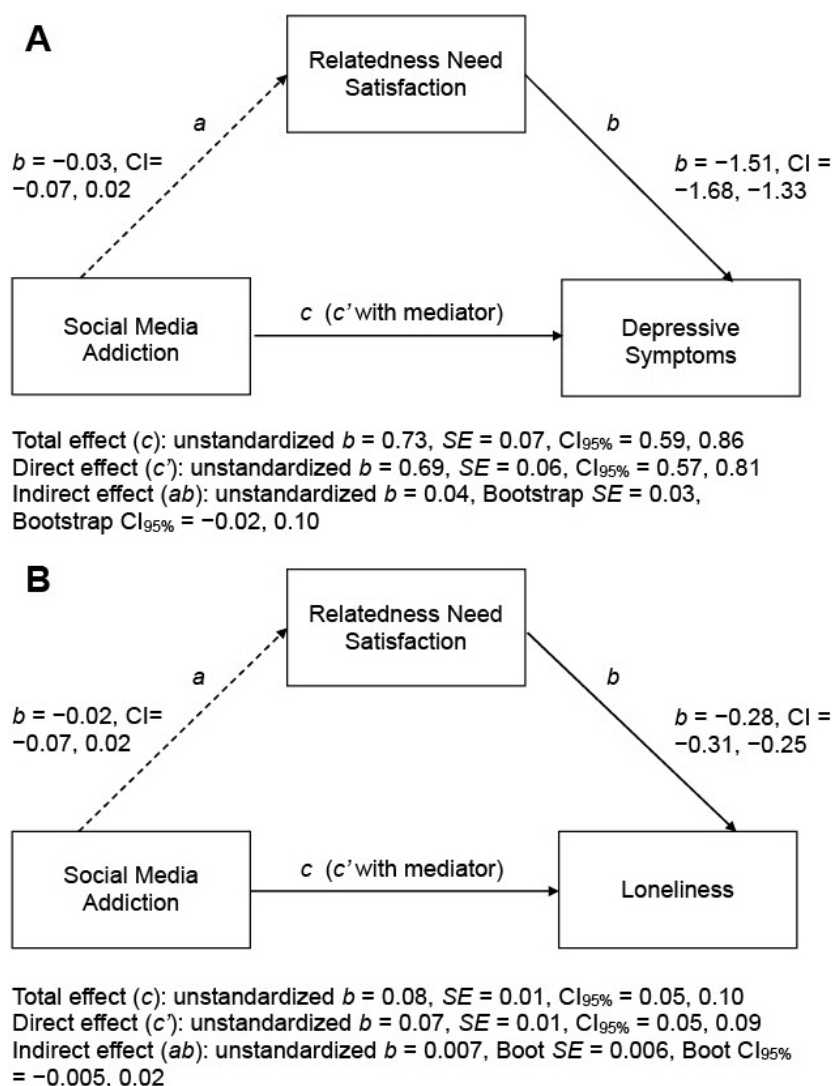 A
Relatedness Need
Satisfaction
a
b
b = −0.03, CI=
−0.07, 0.02
b = −1.51, CI =
−1.68, −1.33
Social Media
Addiction
c (c’ with mediator)
Depressive
Symptoms
Total effect (c): unstandardized b = 0.73, SE = 0.07, CI95% = 0.59, 0.86
Direct effect (c’): unstandardized b = 0.69, SE = 0.06, CI95% = 0.57, 0.81
Indirect effect (ab): unstandardized b = 0.04, Bootstrap SE = 0.03,
Bootstrap CI95% = −0.02, 0.10
B
Relatedness Need
Satisfaction
a
b
b = −0.02, CI=
−0.07, 0.02
b = −0.28, CI =
−0.31, −0.25
Social Media
Addiction
c (c’ with mediator)
Loneliness
Total effect (c): unstandardized b = 0.08, SE = 0.01, CI95% = 0.05, 0.10
Direct effect (c’): unstandardized b = 0.07, SE = 0.01, CI95% = 0.05, 0.09
Indirect effect (ab): unstandardized b = 0.007, Boot SE = 0.006, Boot CI95%
= −0.005, 0.02